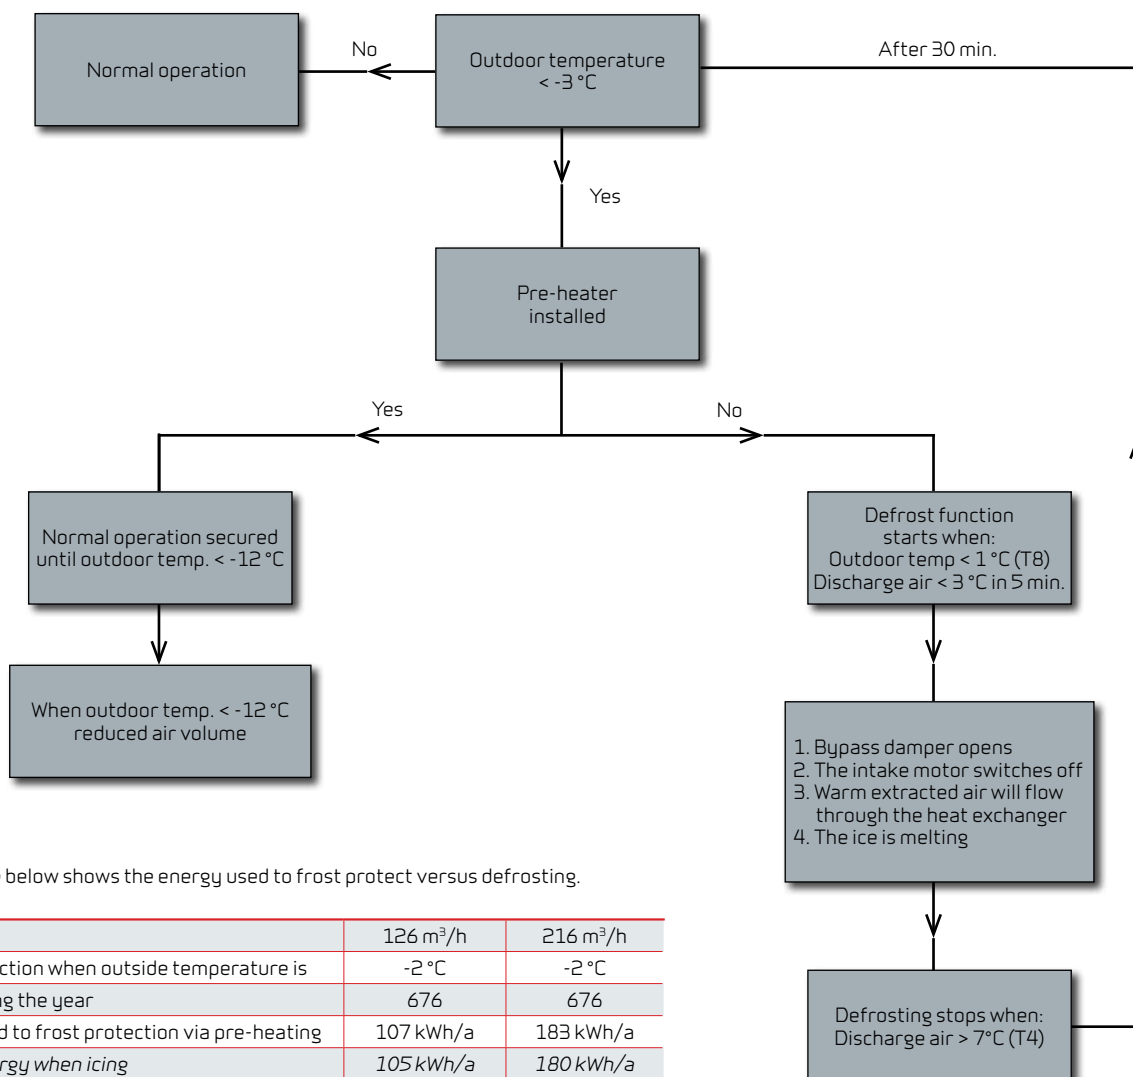 Normal operation
No
Outdoor temperature
< -3 °C
After 30 min.
Yes
Pre-heater
installed
Yes
No
Normal operation secured
until outdoor temp. < -12 °C
When outdoor temp. < -12 °C
reduced air volume
Defrost function
starts when:
Outdoor temp < 1 °C (T8)
Discharge air < 3 °C in 5 min.
1. Bypass damper opens
2. The intake motor switches off
3. Warm extracted air will flow
through the heat exchanger
4. The ice is melting
Defrosting stops when:
Discharge air > 7°C (T4)
below shows the energy used to frost protect versus defrosting.
126 m³/h 216 m³/h
when outside temperature is -2 °C -2 °C
the year 676 676
to frost protection via pre-heating 107 kWh/a 183 kWh/a
when icing 105 kWh/a 180 kWh/a